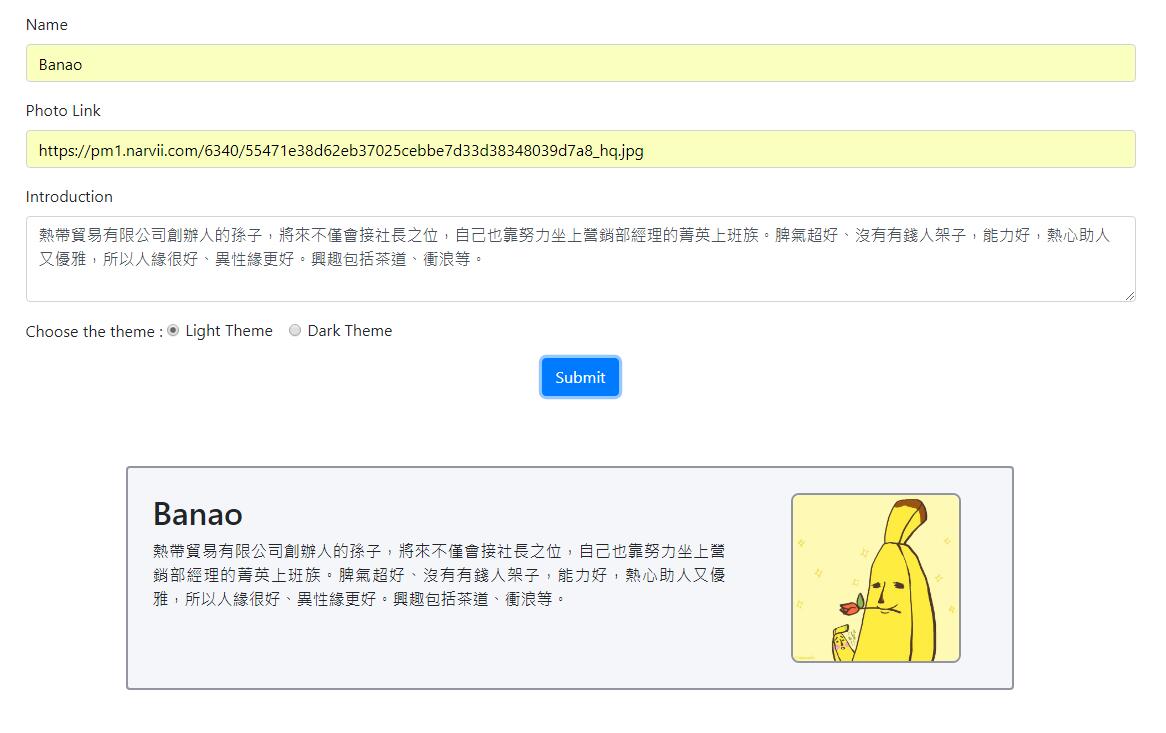 Name
Banao
Photo Link
https://pm1.narvii.com/6340/55471e38d62eb37025cebbe7d33d38348039d7a8_hq.jpg
Introduction
熱帶貿易有限公司創辦人的孫子，將來不僅會接社長之位，自己也靠努力坐上營銷部經理的菁英上班族。脾氣超好、沒有有錢人架子，能力好，熱心助人
又優雅，所以人緣很好、異性緣更好。興趣包括茶道、衝浪等。
Choose the theme : Light Theme Dark Theme
Submit
Banao
熱帶貿易有限公司創辦人的孫子，將來不僅會接社長之位，自己也靠努力坐上營
銷部經理的菁英上班族。脾氣超好、沒有有錢人架子，能力好，熱心助人又優
雅，所以人緣很好、異性緣更好。興趣包括茶道、衝浪等。